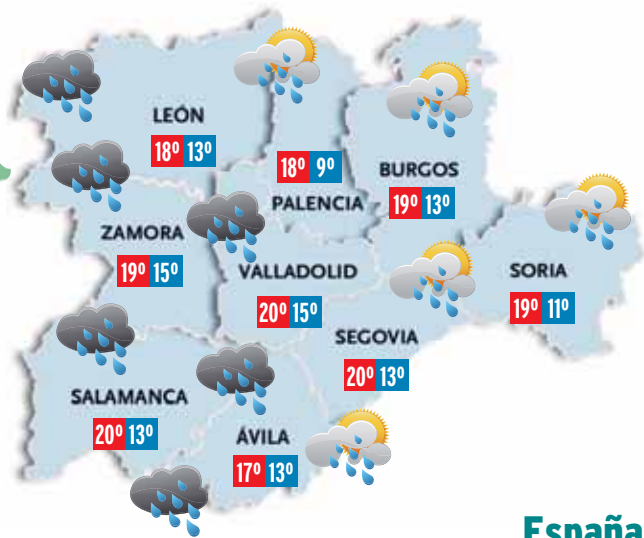 LEÓN
18º 13º
18º 9º
PALENCIA
BURGOS
19º 13º
ZAMORA
19º 15º
VALLADOLID
20º 15º
SORIA
19º 11º
SEGOVIA
20º 13º
SALAMANCA
20º 13º
ÁVILA
17º 13º
España